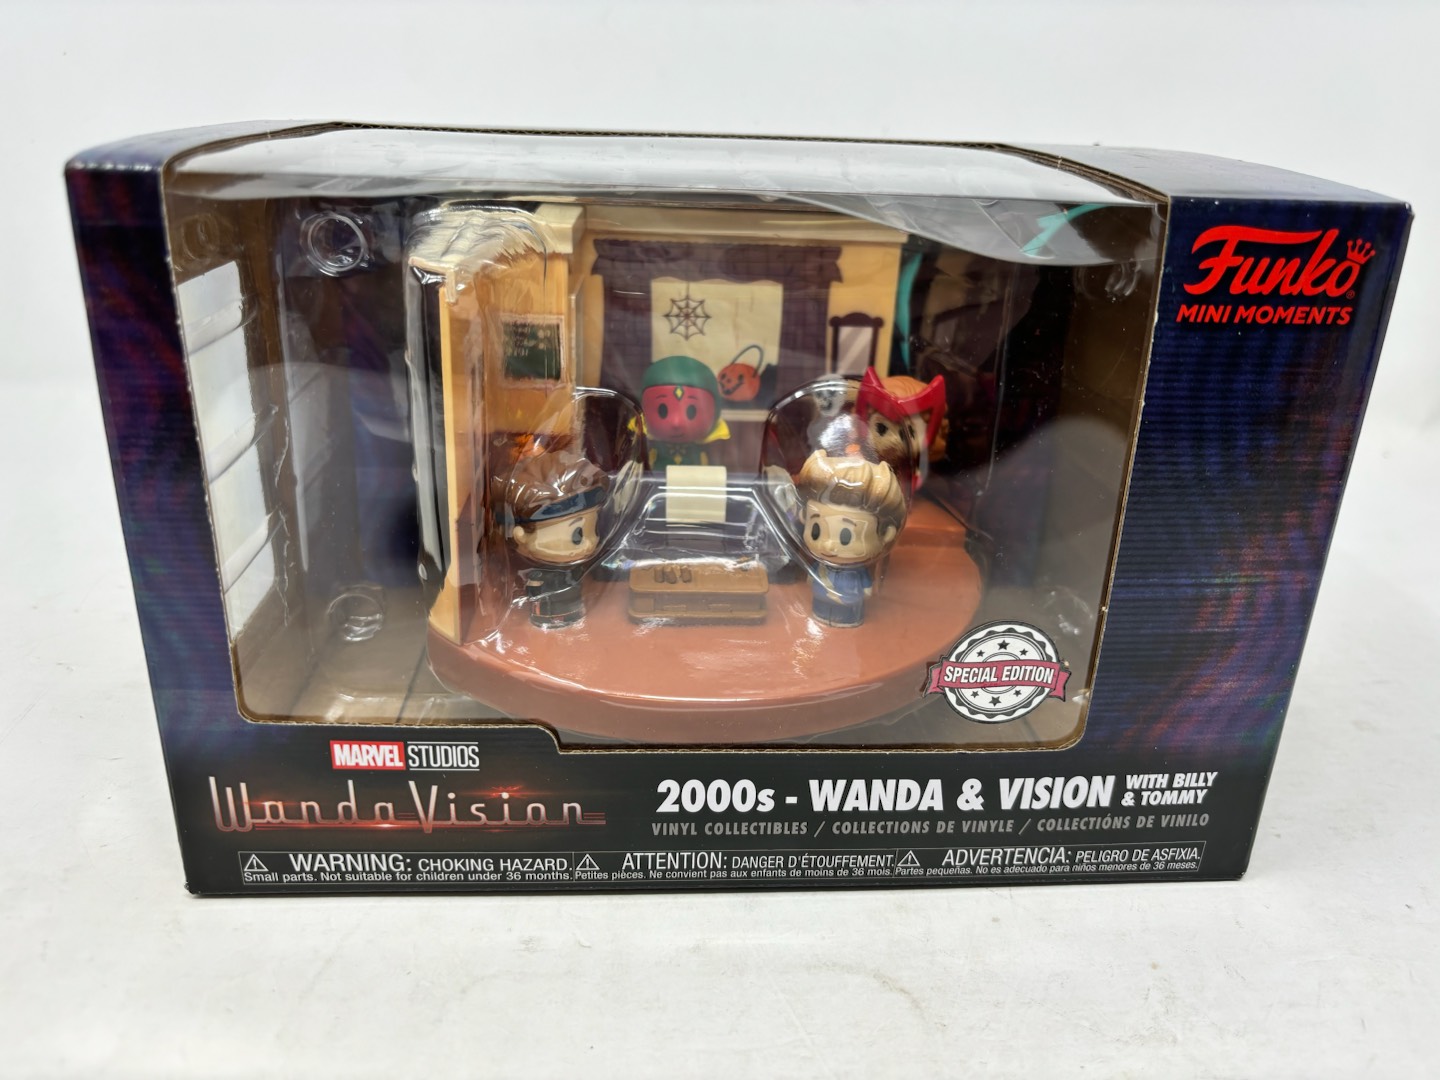 Funko
MINI MOMENTS
SPECIAL EDITION
MARVEL STUDIOS
WandaVision
2000s - WANDA & VISION WITH BILLY
& TOMMY
VINYL COLLECTIBLES / COLLECTIONS DE VINYLE / COLLECTIÓNS DE VINILO
WARNING: CHOKING HAZARD.
Small parts. Not suitable for children under 36 months.
ATTENTION: DANGER D'ÉTOUFFEMENT.
Petites pièces. Ne convient pas aux enfants de moins de 36 mois.
ADVERTENCIA: PELIGRO DE ASFIXIA.
Partes pequeñas. No es adecuado para niños menores de 36 meses.